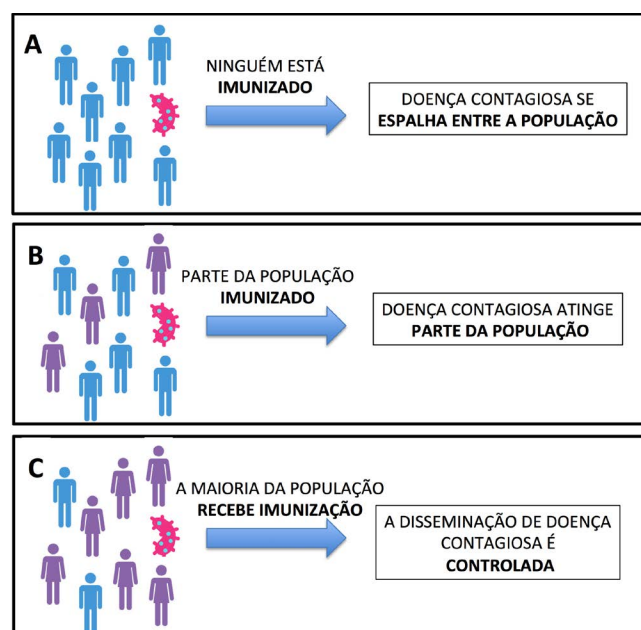 A
NINGUÉM ESTÁ
IMUNIZADO
DOENÇA CONTAGIOSA SE
ESPALHA ENTRE A POPULAÇÃO
B
PARTE DA POPULAÇÃO
IMUNIZADO
DOENÇA CONTAGIOSA ATINGE
PARTE DA POPULAÇÃO
C
A MAIORIA DA POPULAÇÃO
RECEBE IMUNIZAÇÃO
A DISSEMINAÇÃO DE DOENÇA
CONTAGIOSA É
CONTROLADA